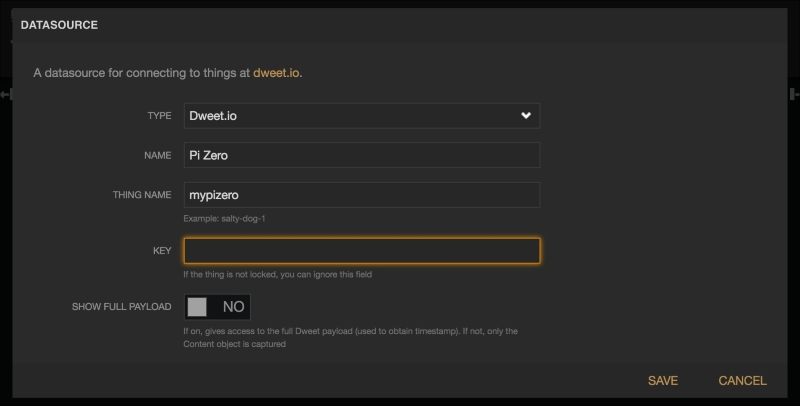 DATASOURCE
A datasource for connecting to things at dweet.io.
TYPE Dweet.io
NAME Pi Zero
THING NAME mypizero
Example: salty-dog-1
KEY
If the thing is not locked, you can ignore this field
SHOW FULL PAYLOAD NO
If on, gives access to the full Dweet payload (used to obtain timestamp). If not, only the
Content object is captured
SAVE CANCEL